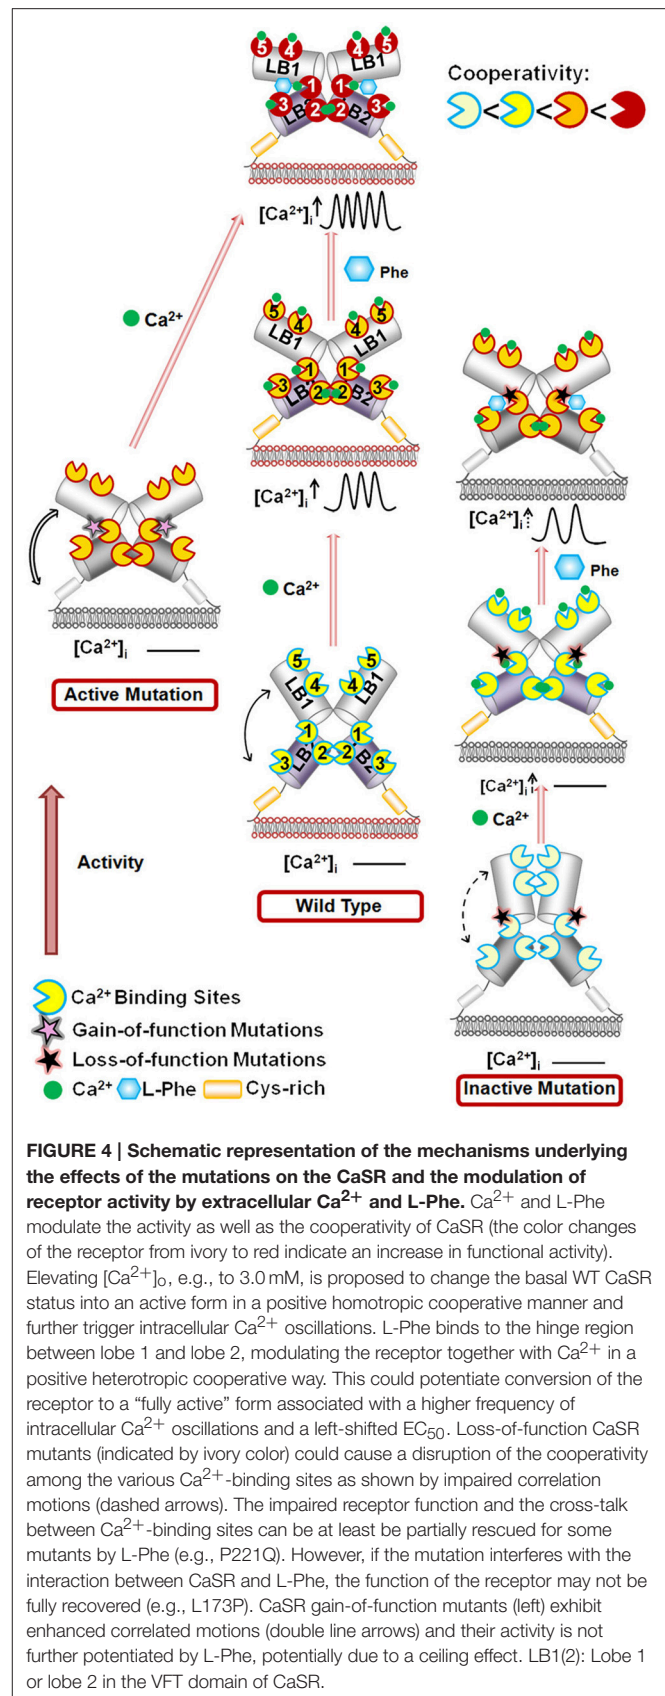 5 4 4 5
LB1 LB1
Cooperativity:
< < <
1 1
3 2 2 3
LB2 B2
[Ca²⁺]ᵢ
Phe
Ca²⁺
5 4 4 5
LB1 LB1
1 1
3 2 2 3
LB2 B2
[Ca²⁺]ᵢ
[Ca²⁺]ᵢ
Ca²⁺
Phe
[Ca²⁺]ᵢ
Active Mutation
5 5
4 4
LB1 LB1
1 1
3 2 2 3
LB2 B2
[Ca²⁺]ᵢ
Ca²⁺
Activity
[Ca²⁺]ᵢ
Wild Type
Ca²⁺ Binding Sites
Gain-of-function Mutations
Loss-of-function Mutations
Ca²⁺ L-Phe Cys-rich
[Ca²⁺]ᵢ
Inactive Mutation
FIGURE 4 | Schematic representation of the mechanisms underlying
the effects of the mutations on the CaSR and the modulation of
receptor activity by extracellular Ca²⁺ and L-Phe. Ca²⁺ and L-Phe
modulate the activity as well as the cooperativity of CaSR (the color changes
of the receptor from ivory to red indicate an increase in functional activity).
Elevating [Ca²⁺]ₒ, e.g., to 3.0 mM, is proposed to change the basal WT CaSR
status into an active form in a positive homotropic cooperative manner and
further trigger intracellular Ca²⁺ oscillations. L-Phe binds to the hinge region
between lobe 1 and lobe 2, modulating the receptor together with Ca²⁺ in a
positive heterotropic cooperative way. This could potentiate conversion of the
receptor to a “fully active” form associated with a higher frequency of
intracellular Ca²⁺ oscillations and a left-shifted EC₅₀. Loss-of-function CaSR
mutants (indicated by ivory color) could cause a disruption of the cooperativity
among the various Ca²⁺-binding sites as shown by impaired correlation
motions (dashed arrows). The impaired receptor function and the cross-talk
between Ca²⁺-binding sites can be at least be partially rescued for some
mutants by L-Phe (e.g., P221Q). However, if the mutation interferes with the
interaction between CaSR and L-Phe, the function of the receptor may not be
fully recovered (e.g., L173P). CaSR gain-of-function mutants (left) exhibit
enhanced correlated motions (double line arrows) and their activity is not
further potentiated by L-Phe, potentially due to a ceiling effect. LB1(2): Lobe 1
or lobe 2 in the VFT domain of CaSR.